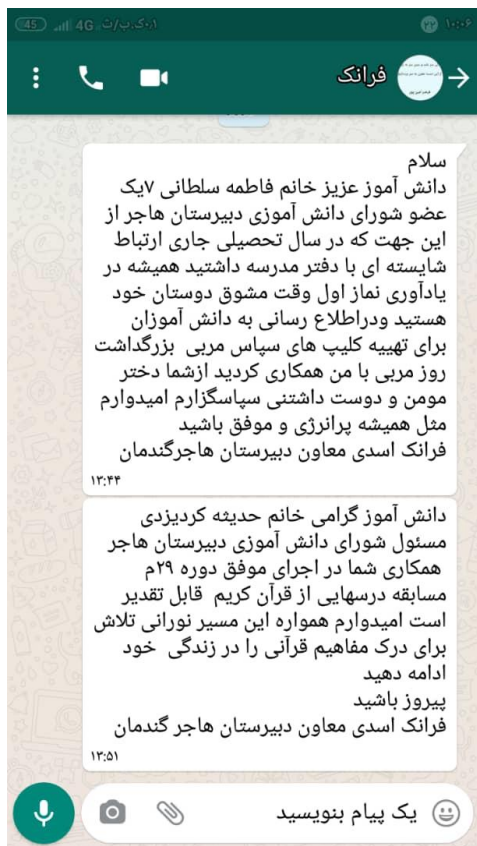 ۱٫۰ک.ب/ث 4G 45
۲۲ ۱۰:۰۶
فرانک
سلام
دانش آموز عزیز خانم فاطمه سلطانی ۷یک
عضو شورای دانش آموزی دبیرستان هاجر از
این جهت که در سال تحصیلی جاری ارتباط
شایسته ای با دفتر مدرسه داشتید همیشه در
یادآوری نماز اول وقت مشوق دوستان خود
هستید ودراطلاع رسانی به دانش آموزان
برای تهییه کلیپ های سپاس مربی بزرگداشت
روز مربی با من همکاری کردید ازشما دختر
مومن و دوست داشتنی سپاسگزارم امیدوارم
مثل همیشه پرانرژی و موفق باشید
فرانک اسدی معاون دبیرستان هاجرگندمان
۱۳:۴۴
دانش آموز گرامی خانم حدیثه کردیزدی
مسئول شورای دانش آموزی دبیرستان هاجر
همکاری شما در اجرای موفق دوره ۲۹م
مسابقه درسهایی از قرآن کریم قابل تقدیر
است امیدوارم همواره این مسیر نورانی تلاش
برای درک مفاهیم قرآنی را در زندگی خود
ادامه دهید
پیروز باشید
فرانک اسدی معاون دبیرستان هاجر گندمان
۱۳:۵۱
یک پیام بنویسید